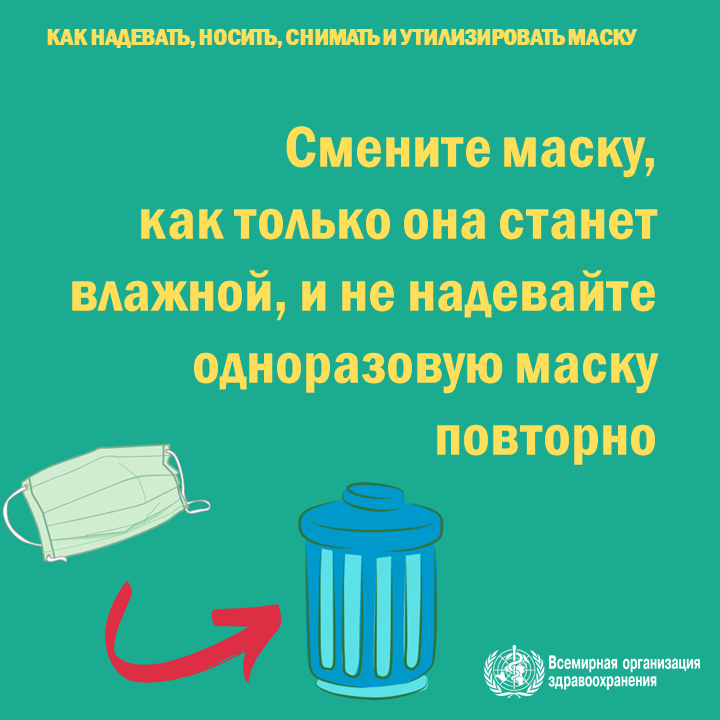 КАК НАДЕВАТЬ, НОСИТЬ, СНИМАТЬ И УТИЛИЗИРОВАТЬ МАСКУ
Смените маску,
как только она станет
влажной, и не надевайте
одноразовую маску
повторно
Всемирная организация
здравоохранения